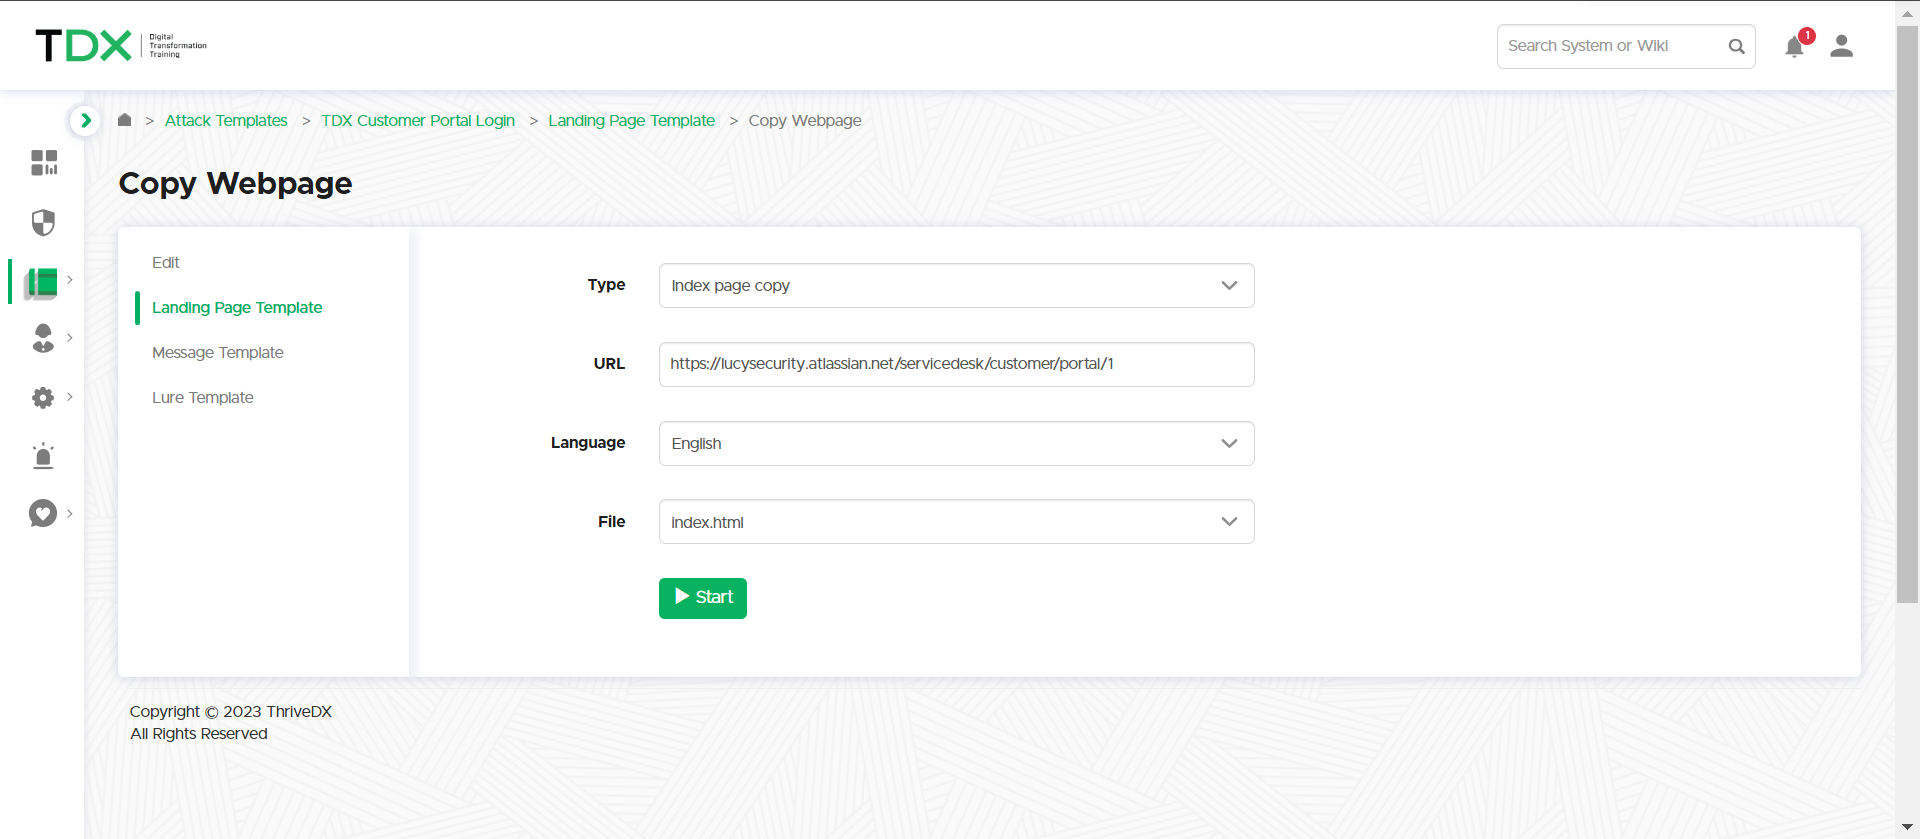 TDX
Digital
Transformation
Training
Search System or Wiki
1
> Attack Templates > TDX Customer Portal Login > Landing Page Template > Copy Webpage
Copy Webpage
Edit
Landing Page Template
Message Template
Lure Template
Type
Index page copy
URL
https://lucysecurity.atlassian.net/servicedesk/customer/portal/1
Language
English
File
index.html
Start
Copyright © 2023 ThriveDX
All Rights Reserved